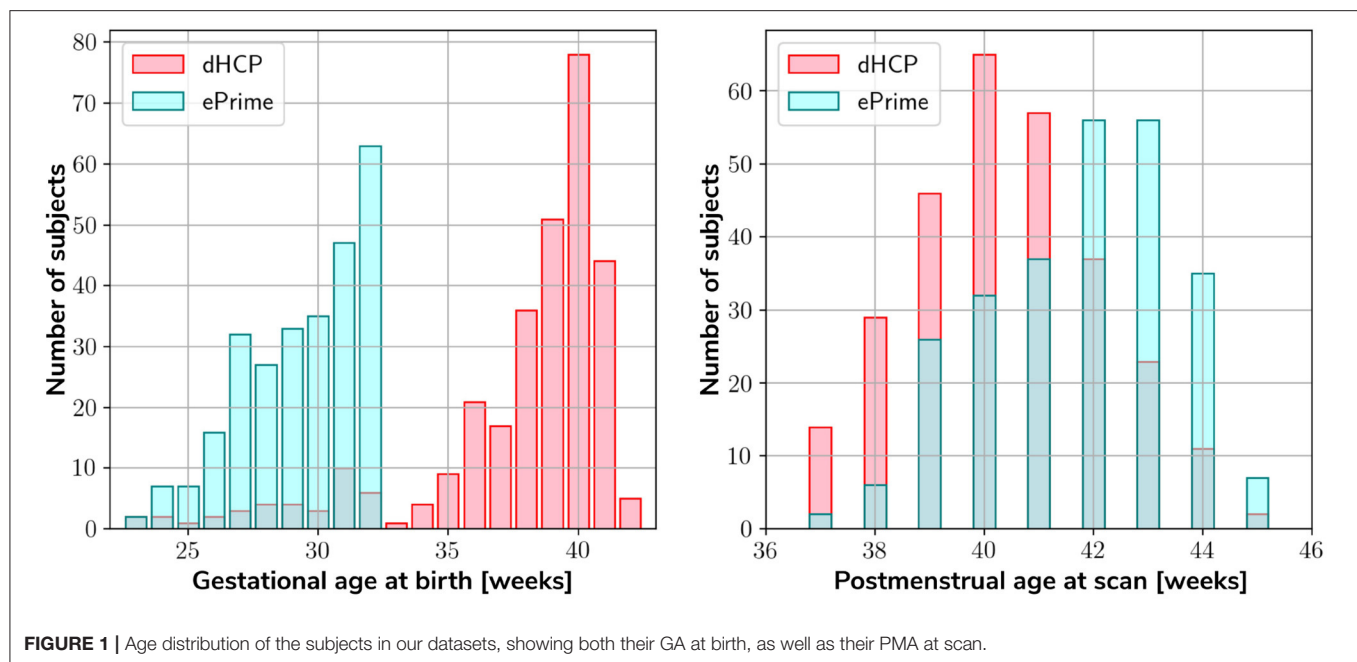 80
70
60
50
40
30
20
10
0
Number of subjects
dHCP
ePrime
25 30 35 40
Gestational age at birth [weeks]
60
50
40
30
20
10
0
Number of subjects
dHCP
ePrime
36 38 40 42 44 46
Postmenstrual age at scan [weeks]
FIGURE 1 | Age distribution of the subjects in our datasets, showing both their GA at birth, as well as their PMA at scan.